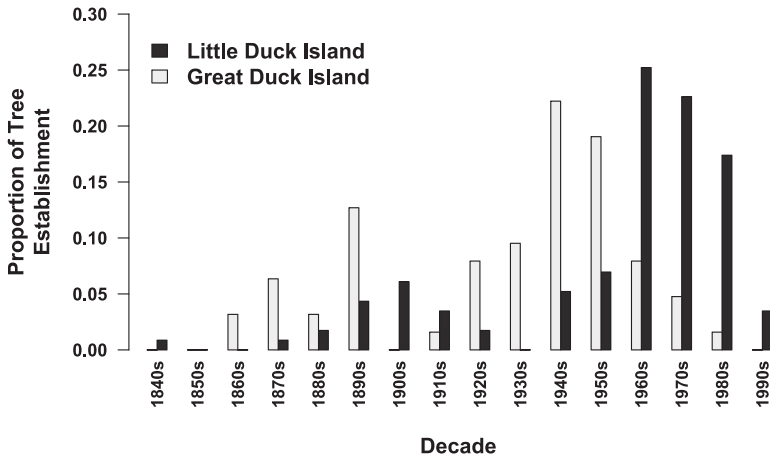 0.30
0.25
0.20
0.15
0.10
0.05
0.00
Proportion of Tree
Establishment
Little Duck Island
Great Duck Island
1840s
1850s
1860s
1870s
1880s
1890s
1900s
1910s
1920s
1930s
1940s
1950s
1960s
1970s
1980s
1990s
Decade